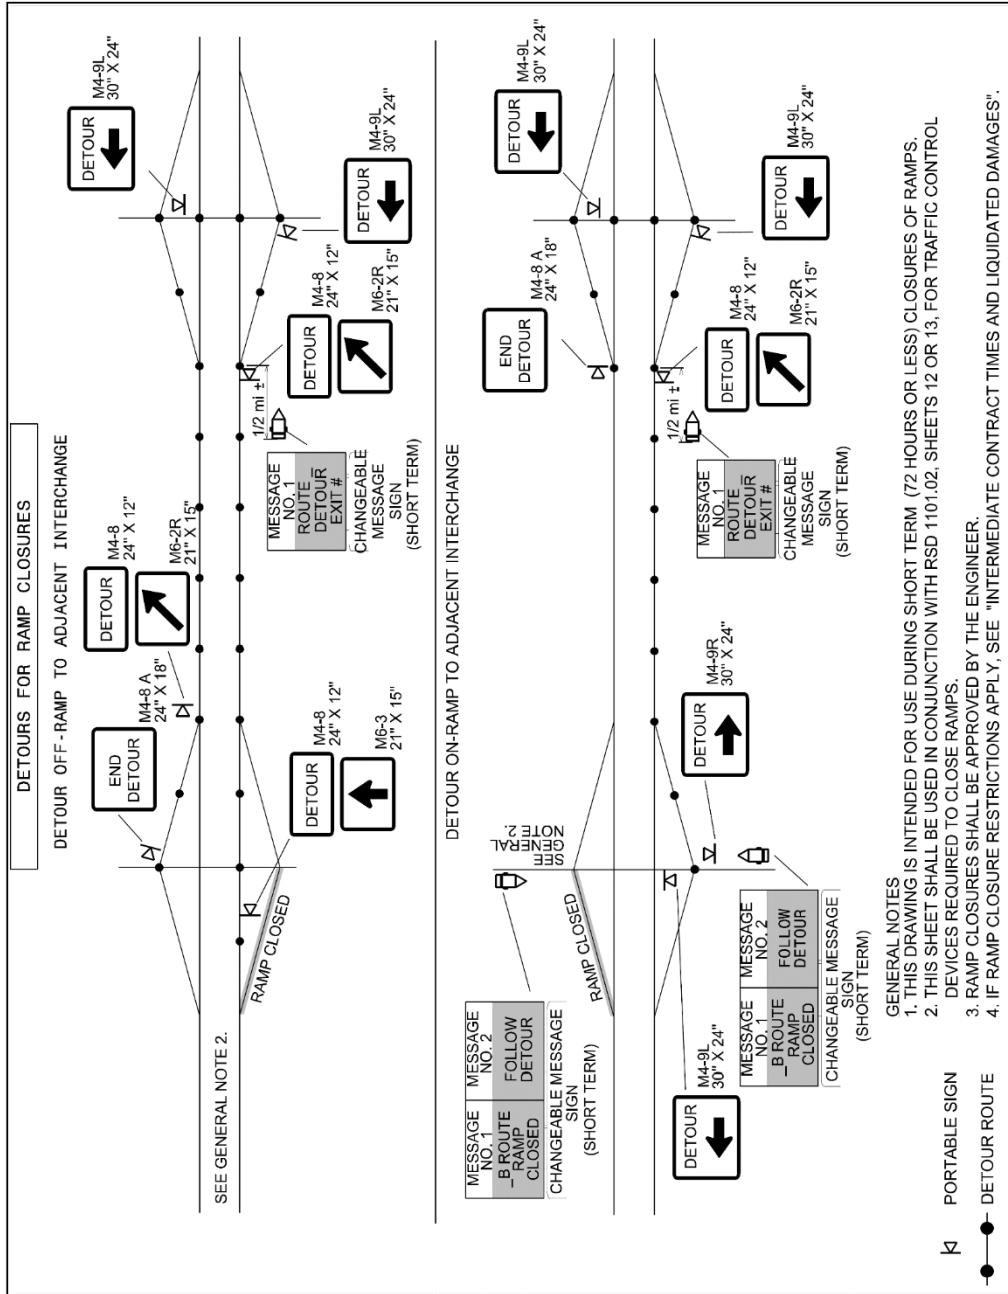 DETOURS FOR RAMP CLOSURES
DETOUR OFF-RAMP TO ADJACENT INTERCHANGE
END
DETOUR
M4-8 A
24" X 18"
DETOUR
M4-8
24" X 12"
M6-2R
21" X 15"
DETOUR
M4-9L
30" X 24"
SEE GENERAL NOTE 2.
RAMP CLOSED
DETOUR
M4-8
24" X 12"
M6-3
21" X 15"
MESSAGE
NO. 1
ROUTE _
DETOUR
EXIT #
CHANGEABLE
MESSAGE
SIGN
(SHORT TERM)
1/2 mi ±
DETOUR
M4-8
24" X 12"
M6-2R
21" X 15"
DETOUR
M4-9L
30" X 24"
DETOUR ON-RAMP TO ADJACENT INTERCHANGE
MESSAGE
NO. 1
_B ROUTE
RAMP
CLOSED
MESSAGE
NO. 2
FOLLOW
DETOUR
CHANGEABLE MESSAGE
SIGN
(SHORT TERM)
SEE
GENERAL
NOTE 2.
RAMP CLOSED
END
DETOUR
M4-8 A
24" X 18"
DETOUR
M4-9L
30" X 24"
DETOUR
M4-9L
30" X 24"
MESSAGE
NO. 1
_B ROUTE
RAMP
CLOSED
MESSAGE
NO. 2
FOLLOW
DETOUR
CHANGEABLE MESSAGE
SIGN
(SHORT TERM)
DETOUR
M4-9R
30" X 24"
MESSAGE
NO. 1
ROUTE _
DETOUR
EXIT #
CHANGEABLE
MESSAGE
SIGN
(SHORT TERM)
1/2 mi ±
DETOUR
M4-8
24" X 12"
M6-2R
21" X 15"
DETOUR
M4-9L
30" X 24"
PORTABLE SIGN
DETOUR ROUTE
GENERAL NOTES
1. THIS DRAWING IS INTENDED FOR USE DURING SHORT TERM (72 HOURS OR LESS) CLOSURES OF RAMPS.
2. THIS SHEET SHALL BE USED IN CONJUNCTION WITH RSD 1101.02, SHEETS 12 OR 13, FOR TRAFFIC CONTROL
DEVICES REQUIRED TO CLOSE RAMPS.
3. RAMP CLOSURES SHALL BE APPROVED BY THE ENGINEER.
4. IF RAMP CLOSURE RESTRICTIONS APPLY, SEE "INTERMEDIATE CONTRACT TIMES AND LIQUIDATED DAMAGES".